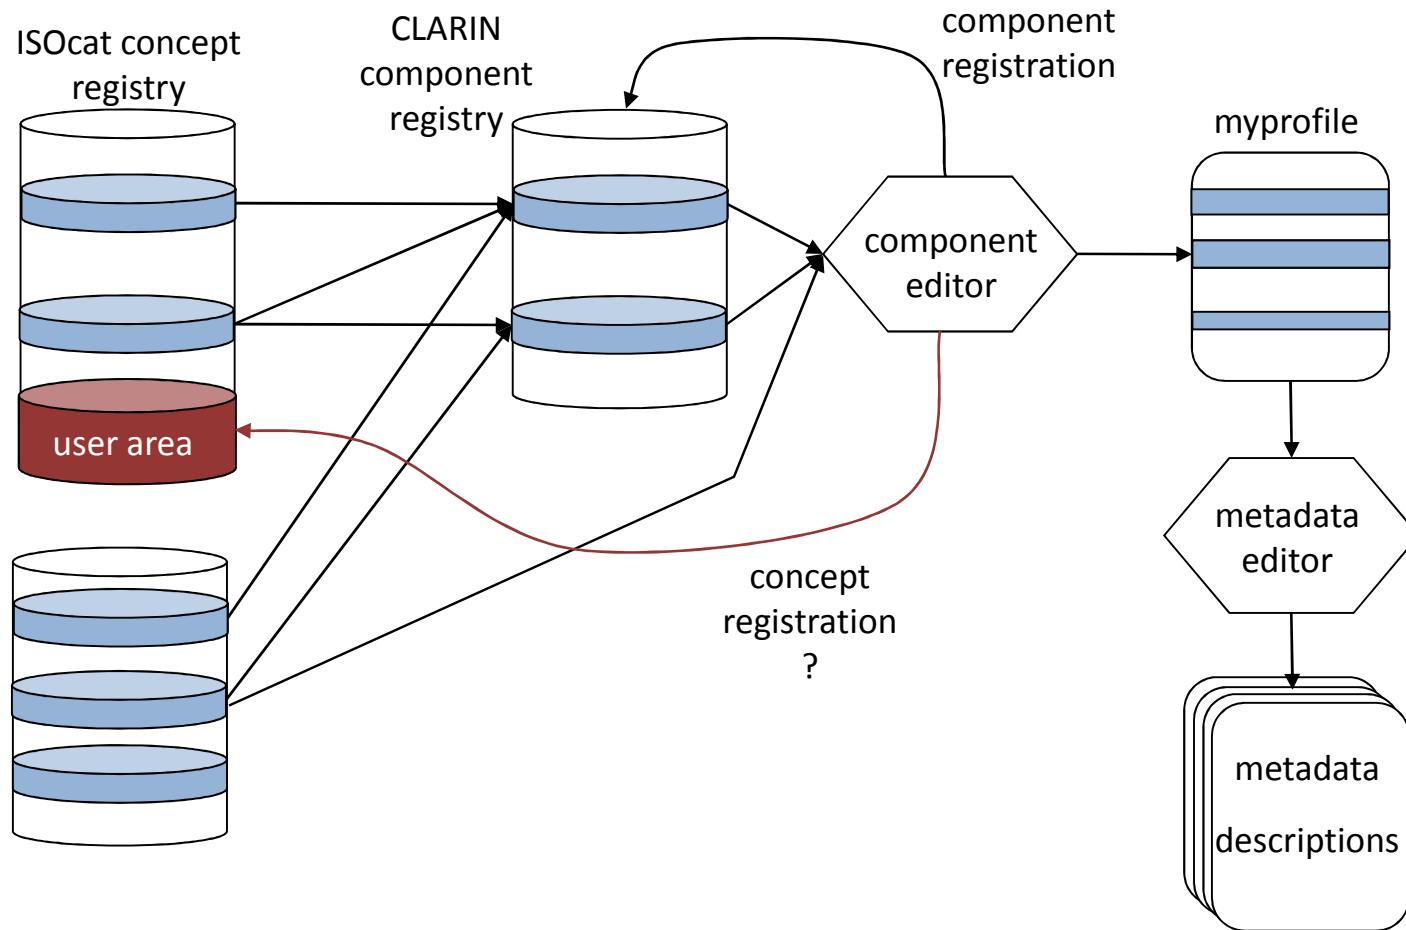 ISOcat concept
registry
CLARIN
component
registry
component
registration
myprofile
component
editor
user area
metadata
editor
concept
registration
?
metadata
descriptions